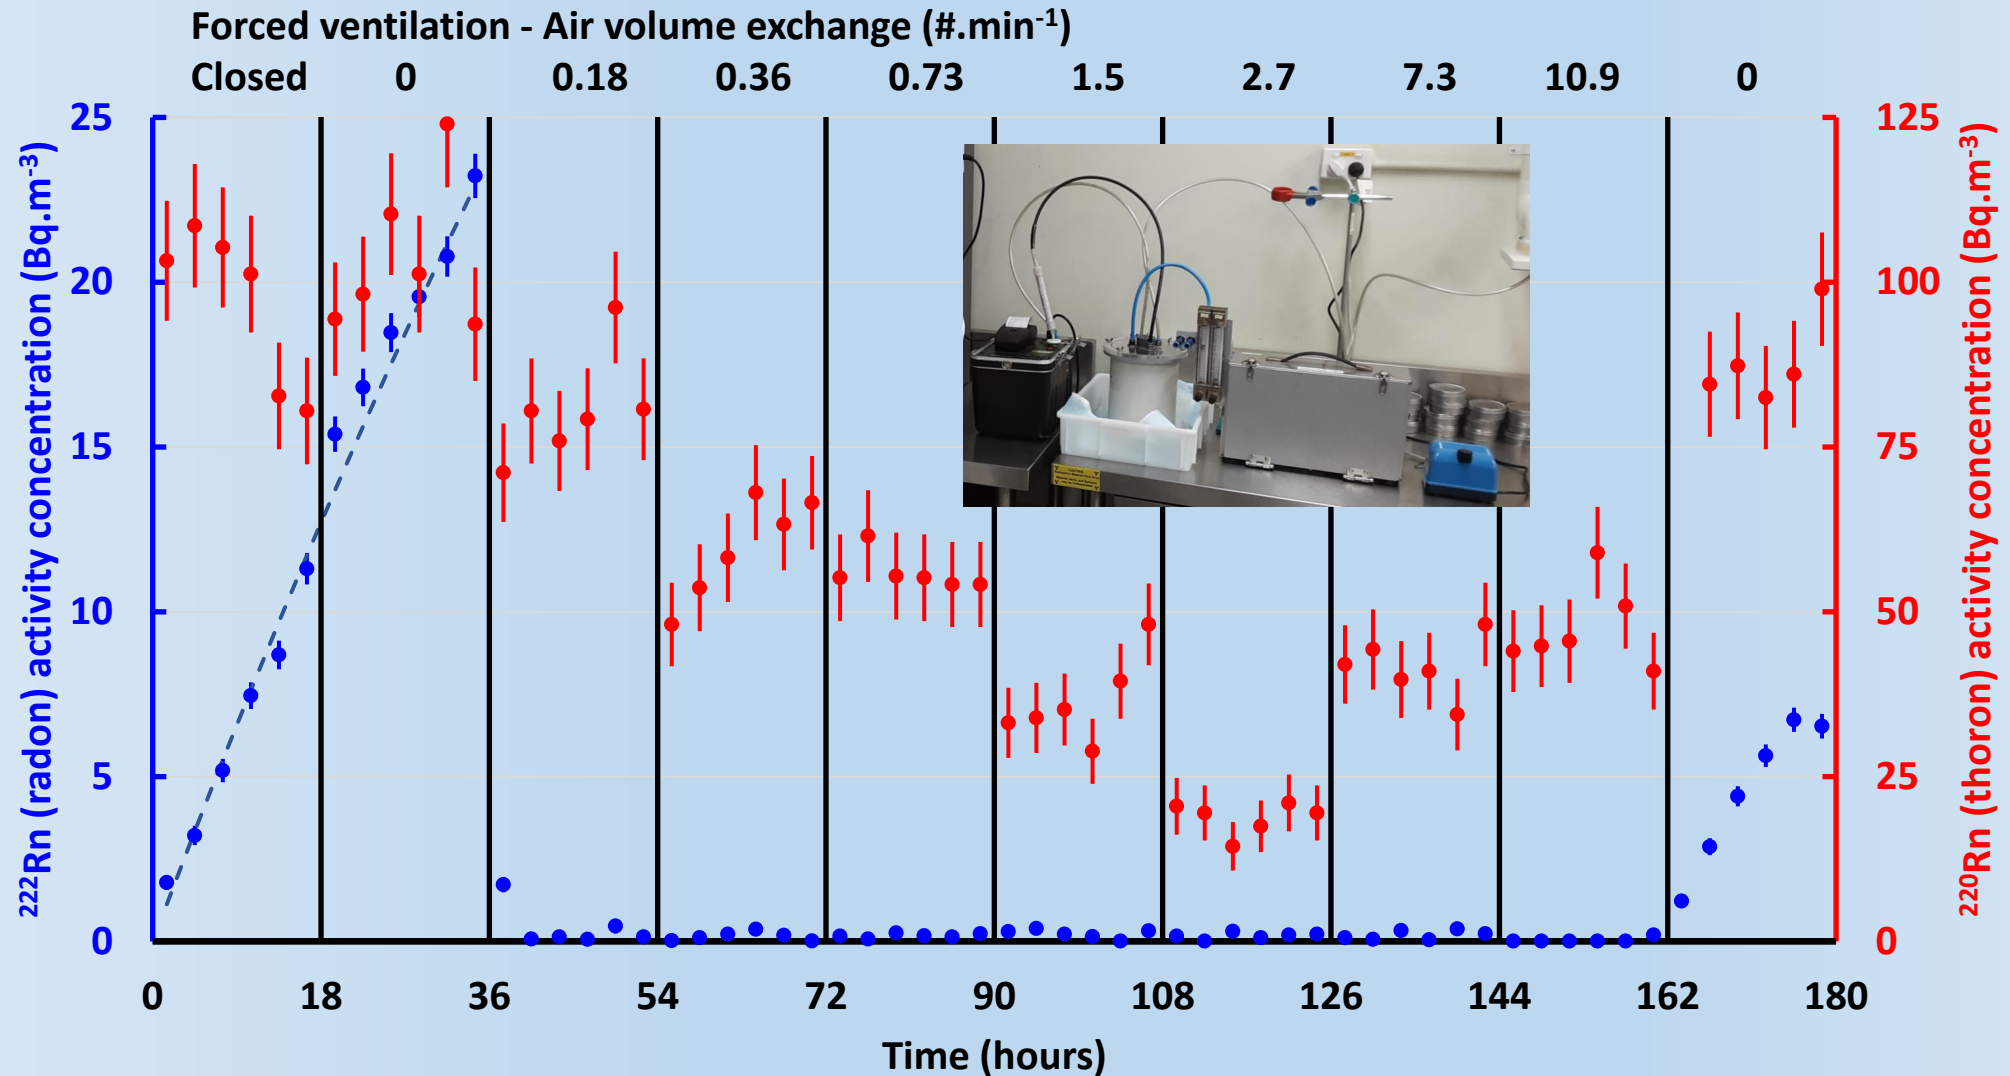 Forced ventilation - Air volume exchange (#.min⁻¹)
Closed 0 0.18 0.36 0.73 1.5 2.7 7.3 10.9 0
²²²Rn (radon) activity concentration (Bq.m⁻³)
25
20
15
10
5
0
125
100
75
50
25
0
²²⁰Rn (thoron) activity concentration (Bq.m⁻³)
0 18 36 54 72 90 108 126 144 162 180
Time (hours)
CAUTION